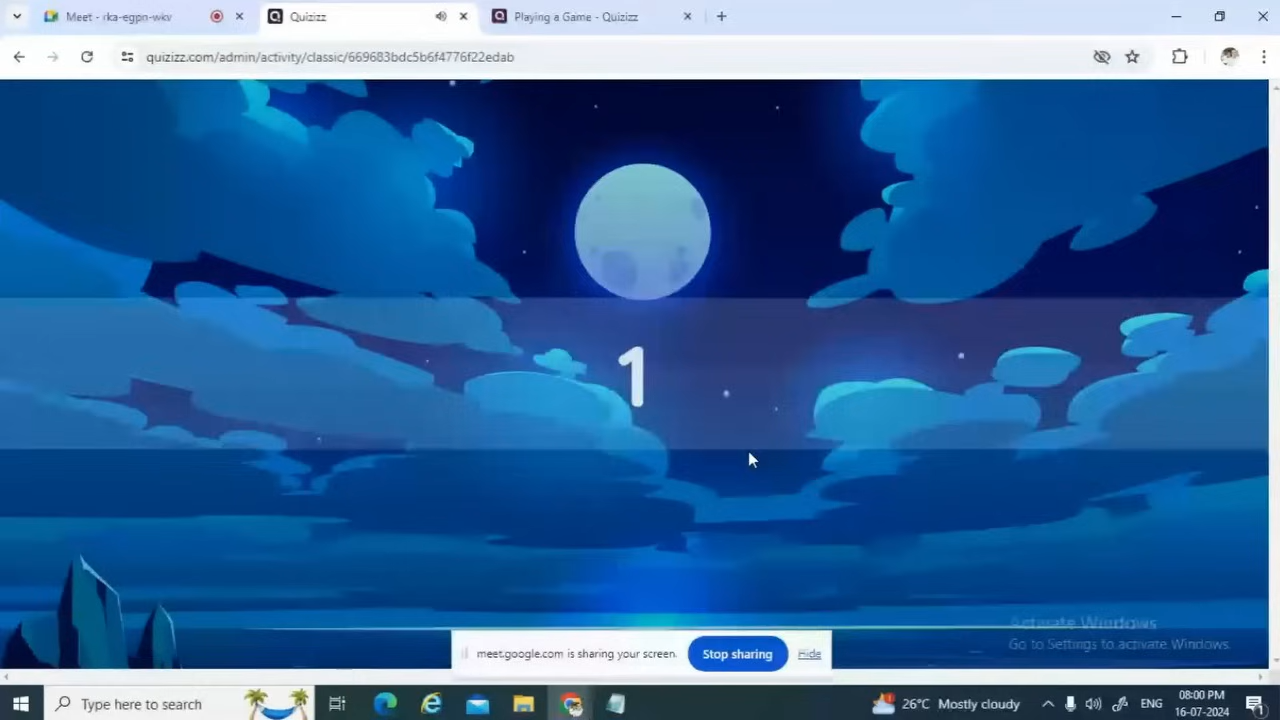 Meet - rka-egpn-wkv
Quizizz
Playing a Game - Quizizz
quizizz.com/admin/activity/classic/669683bdc5b6f4776f22edab
1
meet.google.com is sharing your screen.
Stop sharing
Hide
Activate Windows
Go to Settings to activate Windows.
Type here to search
26°C Mostly cloudy
ENG
08:00 PM
16-07-2024
1